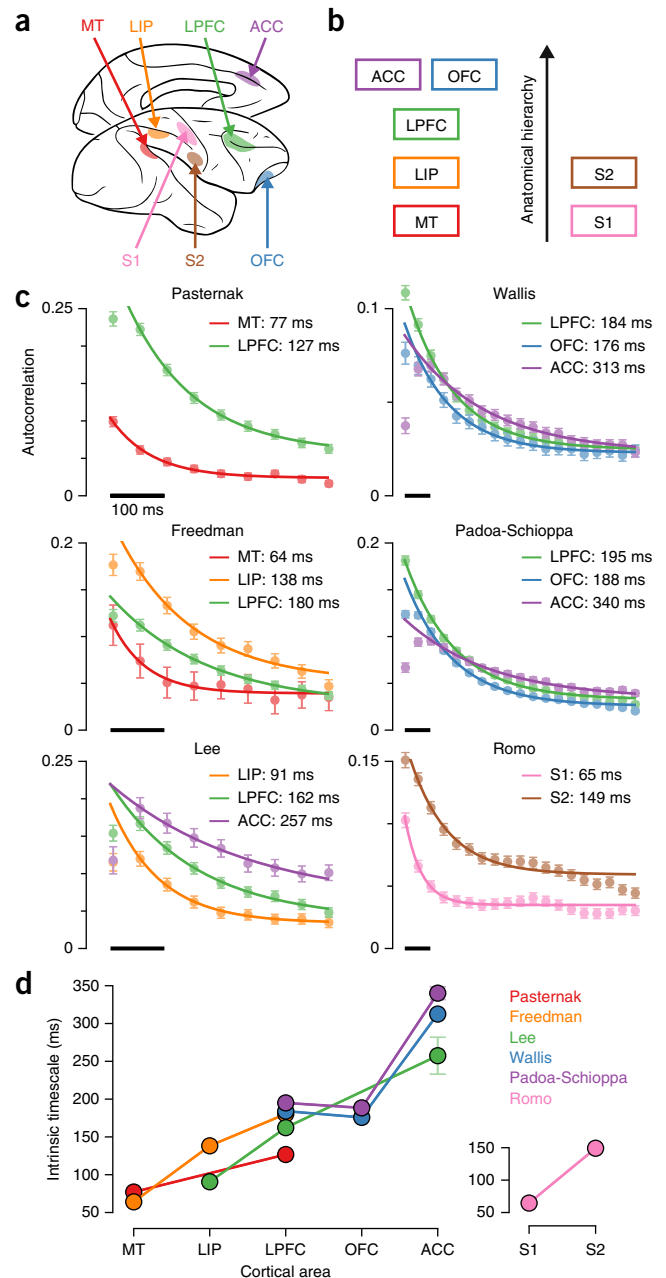 a
MT LIP LPFC ACC
S1 S2 OFC
b
ACC OFC
LPFC
LIP S2
MT S1
Anatomical hierarchy
c
Pasternak
0.25
MT: 77 ms
LPFC: 127 ms
Autocorrelation
0
100 ms
Wallis
0.1
LPFC: 184 ms
OFC: 176 ms
ACC: 313 ms
0
Freedman
0.2
MT: 64 ms
LIP: 138 ms
LPFC: 180 ms
0
Padoa-Schioppa
0.2
LPFC: 195 ms
OFC: 188 ms
ACC: 340 ms
0
Lee
0.25
LIP: 91 ms
LPFC: 162 ms
ACC: 257 ms
0
Romo
0.15
S1: 65 ms
S2: 149 ms
0
d
Intrinsic timescale (ms)
350
300
250
200
150
100
50
MT LIP LPFC OFC ACC
Cortical area
Pasternak
Freedman
Lee
Wallis
Padoa-Schioppa
Romo
150
100
50
S1 S2